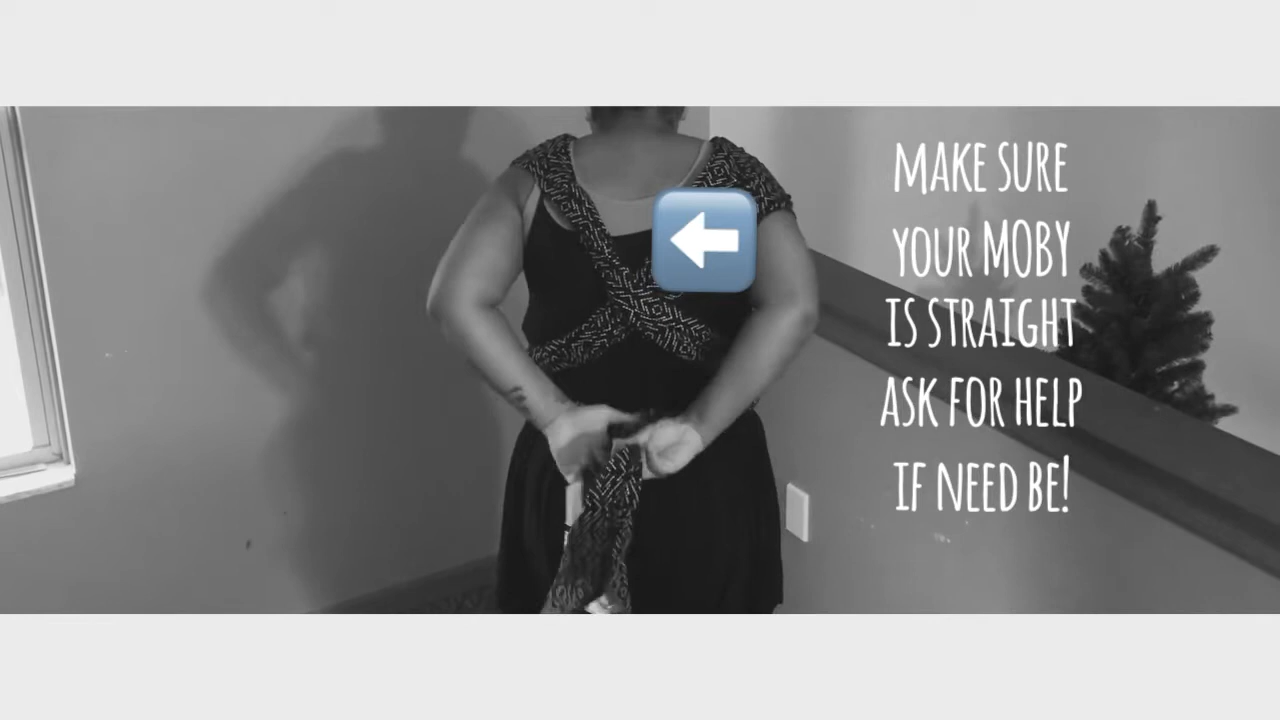 MAKE SURE
YOUR MOBY
IS STRAIGHT
ASK FOR HELP
IF NEED BE!